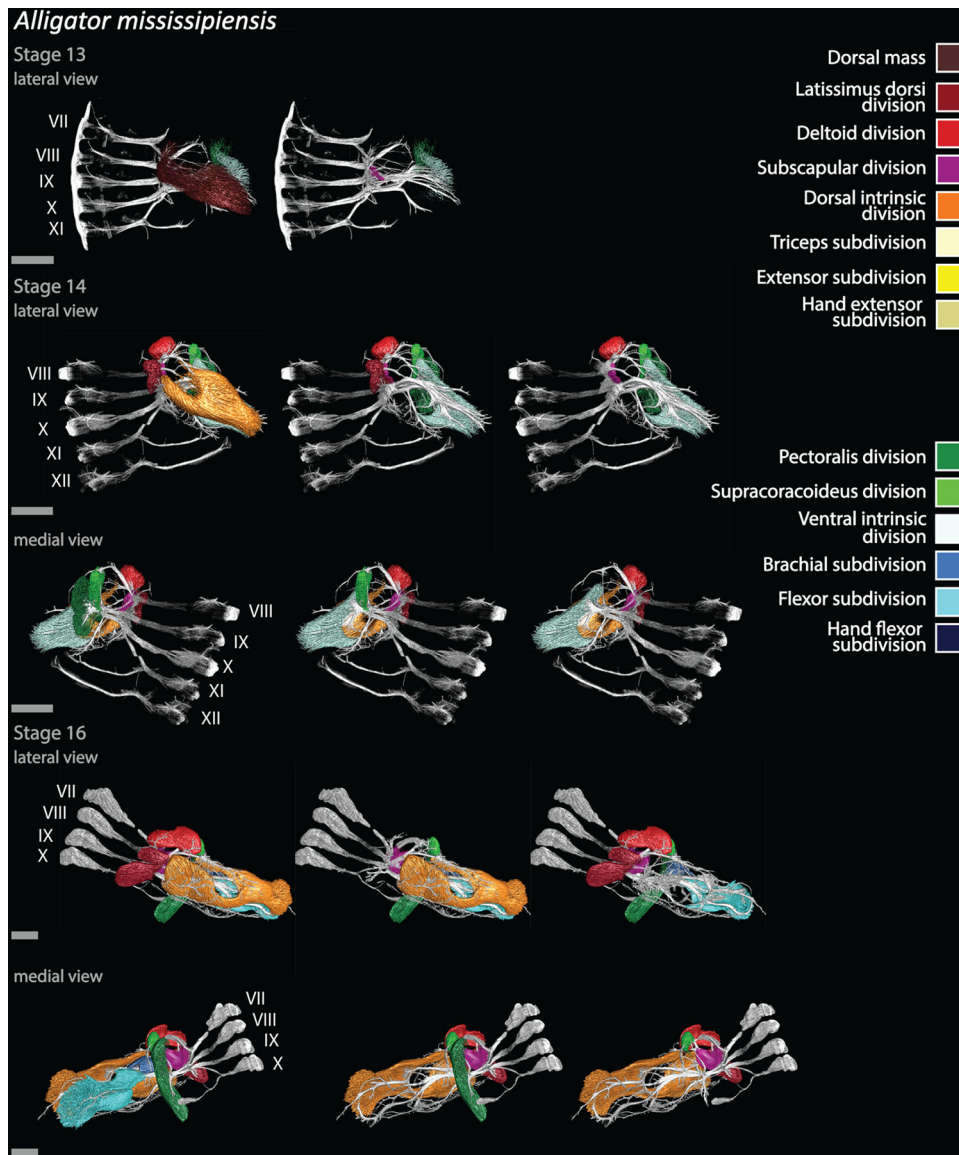 Alligator mississipiensis
Stage 13
lateral view
VII
VIII
IX
X
XI
Dorsal mass
Latissimus dorsi
division
Deltoid division
Subscapular division
Dorsal intrinsic
division
Triceps subdivision
Extensor subdivision
Hand extensor
subdivision
Stage 14
lateral view
VIII
IX
X
XI
XII
Pectoralis division
Supracoracoideus division
Ventral intrinsic
division
Brachial subdivision
Flexor subdivision
Hand flexor
subdivision
medial view
VIII
IX
X
XI
XII
Stage 16
lateral view
VII
VIII
IX
X
medial view
VII
VIII
IX
X